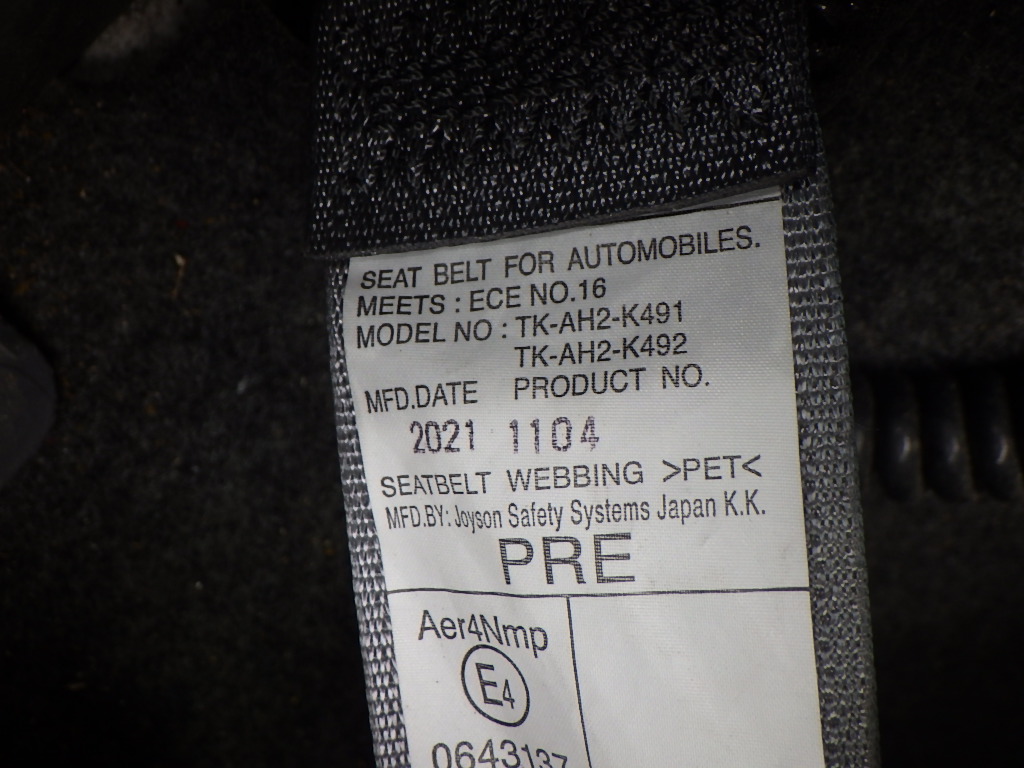 SEAT BELT FOR AUTOMOBILES.
MEETS : ECE NO.16
MODEL NO : TK-AH2-K491
TK-AH2-K492
MFD.DATE PRODUCT NO.
2021 1104
SEATBELT WEBBING >PET<
MFD.BY: Joyson Safety Systems Japan K.K.
PRE
Aer4Nmp
E4
0643137